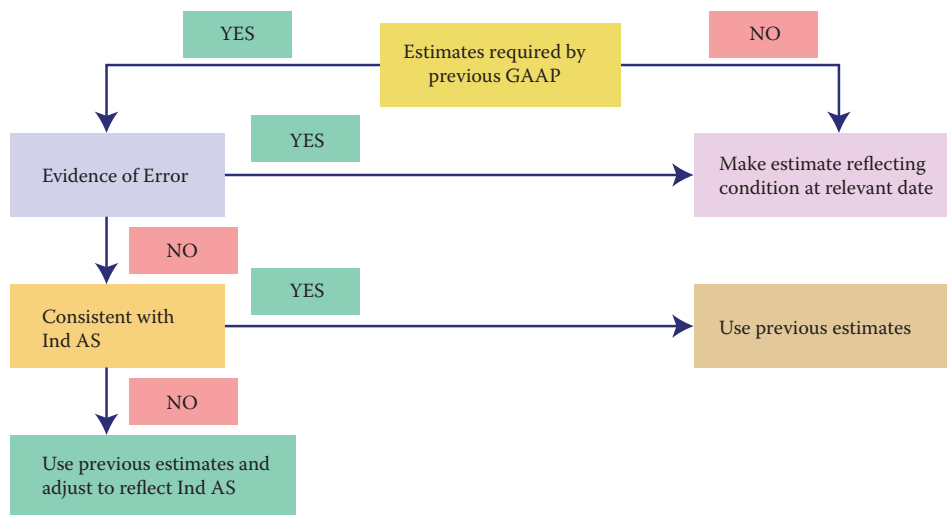 YES
Estimates required by
previous GAAP
NO
YES
Evidence of Error
Make estimate reflecting
condition at relevant date
NO
YES
Consistent with
Ind AS
Use previous estimates
NO
Use previous estimates and
adjust to reflect Ind AS